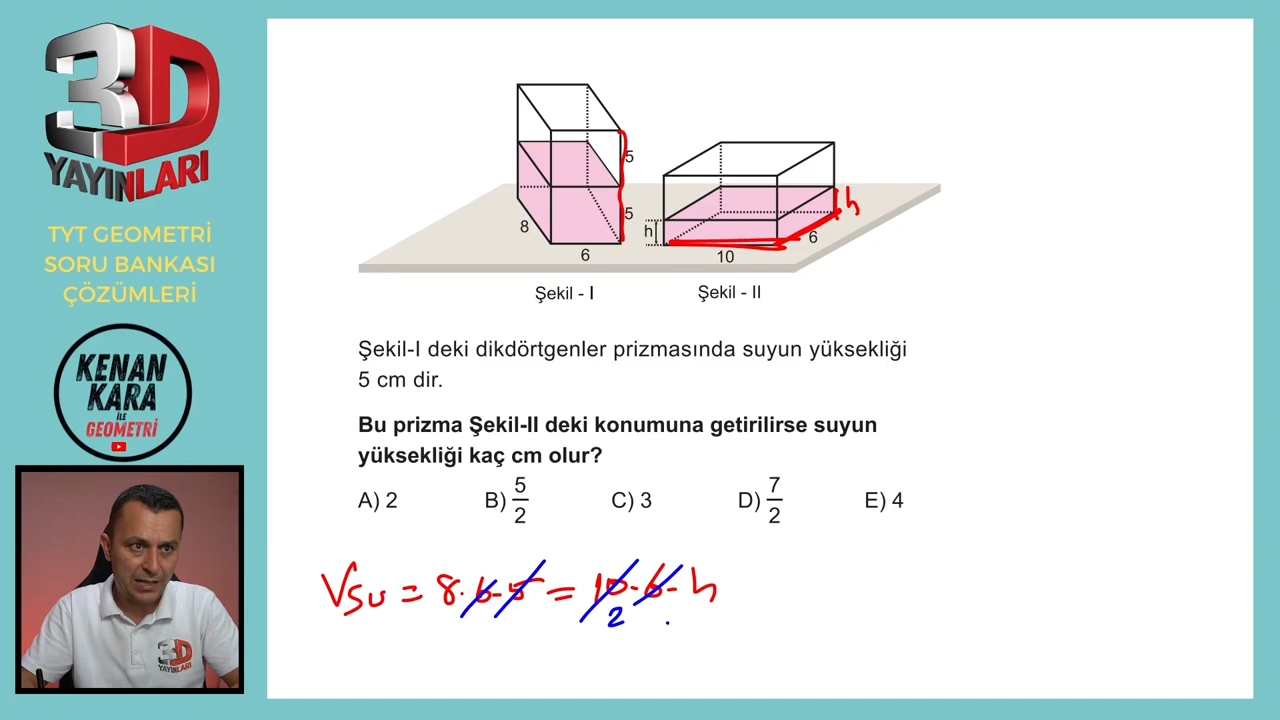 3D
YAYINLARI
TYT GEOMETRİ
SORU BANKASI
ÇÖZÜMLERİ
KENAN
KARA
İLE
GEOMETRİ
3D
YAYINLARI
5
5
8
6
h
h
6
10
Şekil - I
Şekil - II
Şekil-I deki dikdörtgenler prizmasında suyun yüksekliği
5 cm dir.
Bu prizma Şekil-II deki konumuna getirilirse suyun
yüksekliği kaç cm olur?
A) 2 B) 5/2 C) 3 D) 7/2 E) 4
VSU = 8.6.5 = 10.6.h
2